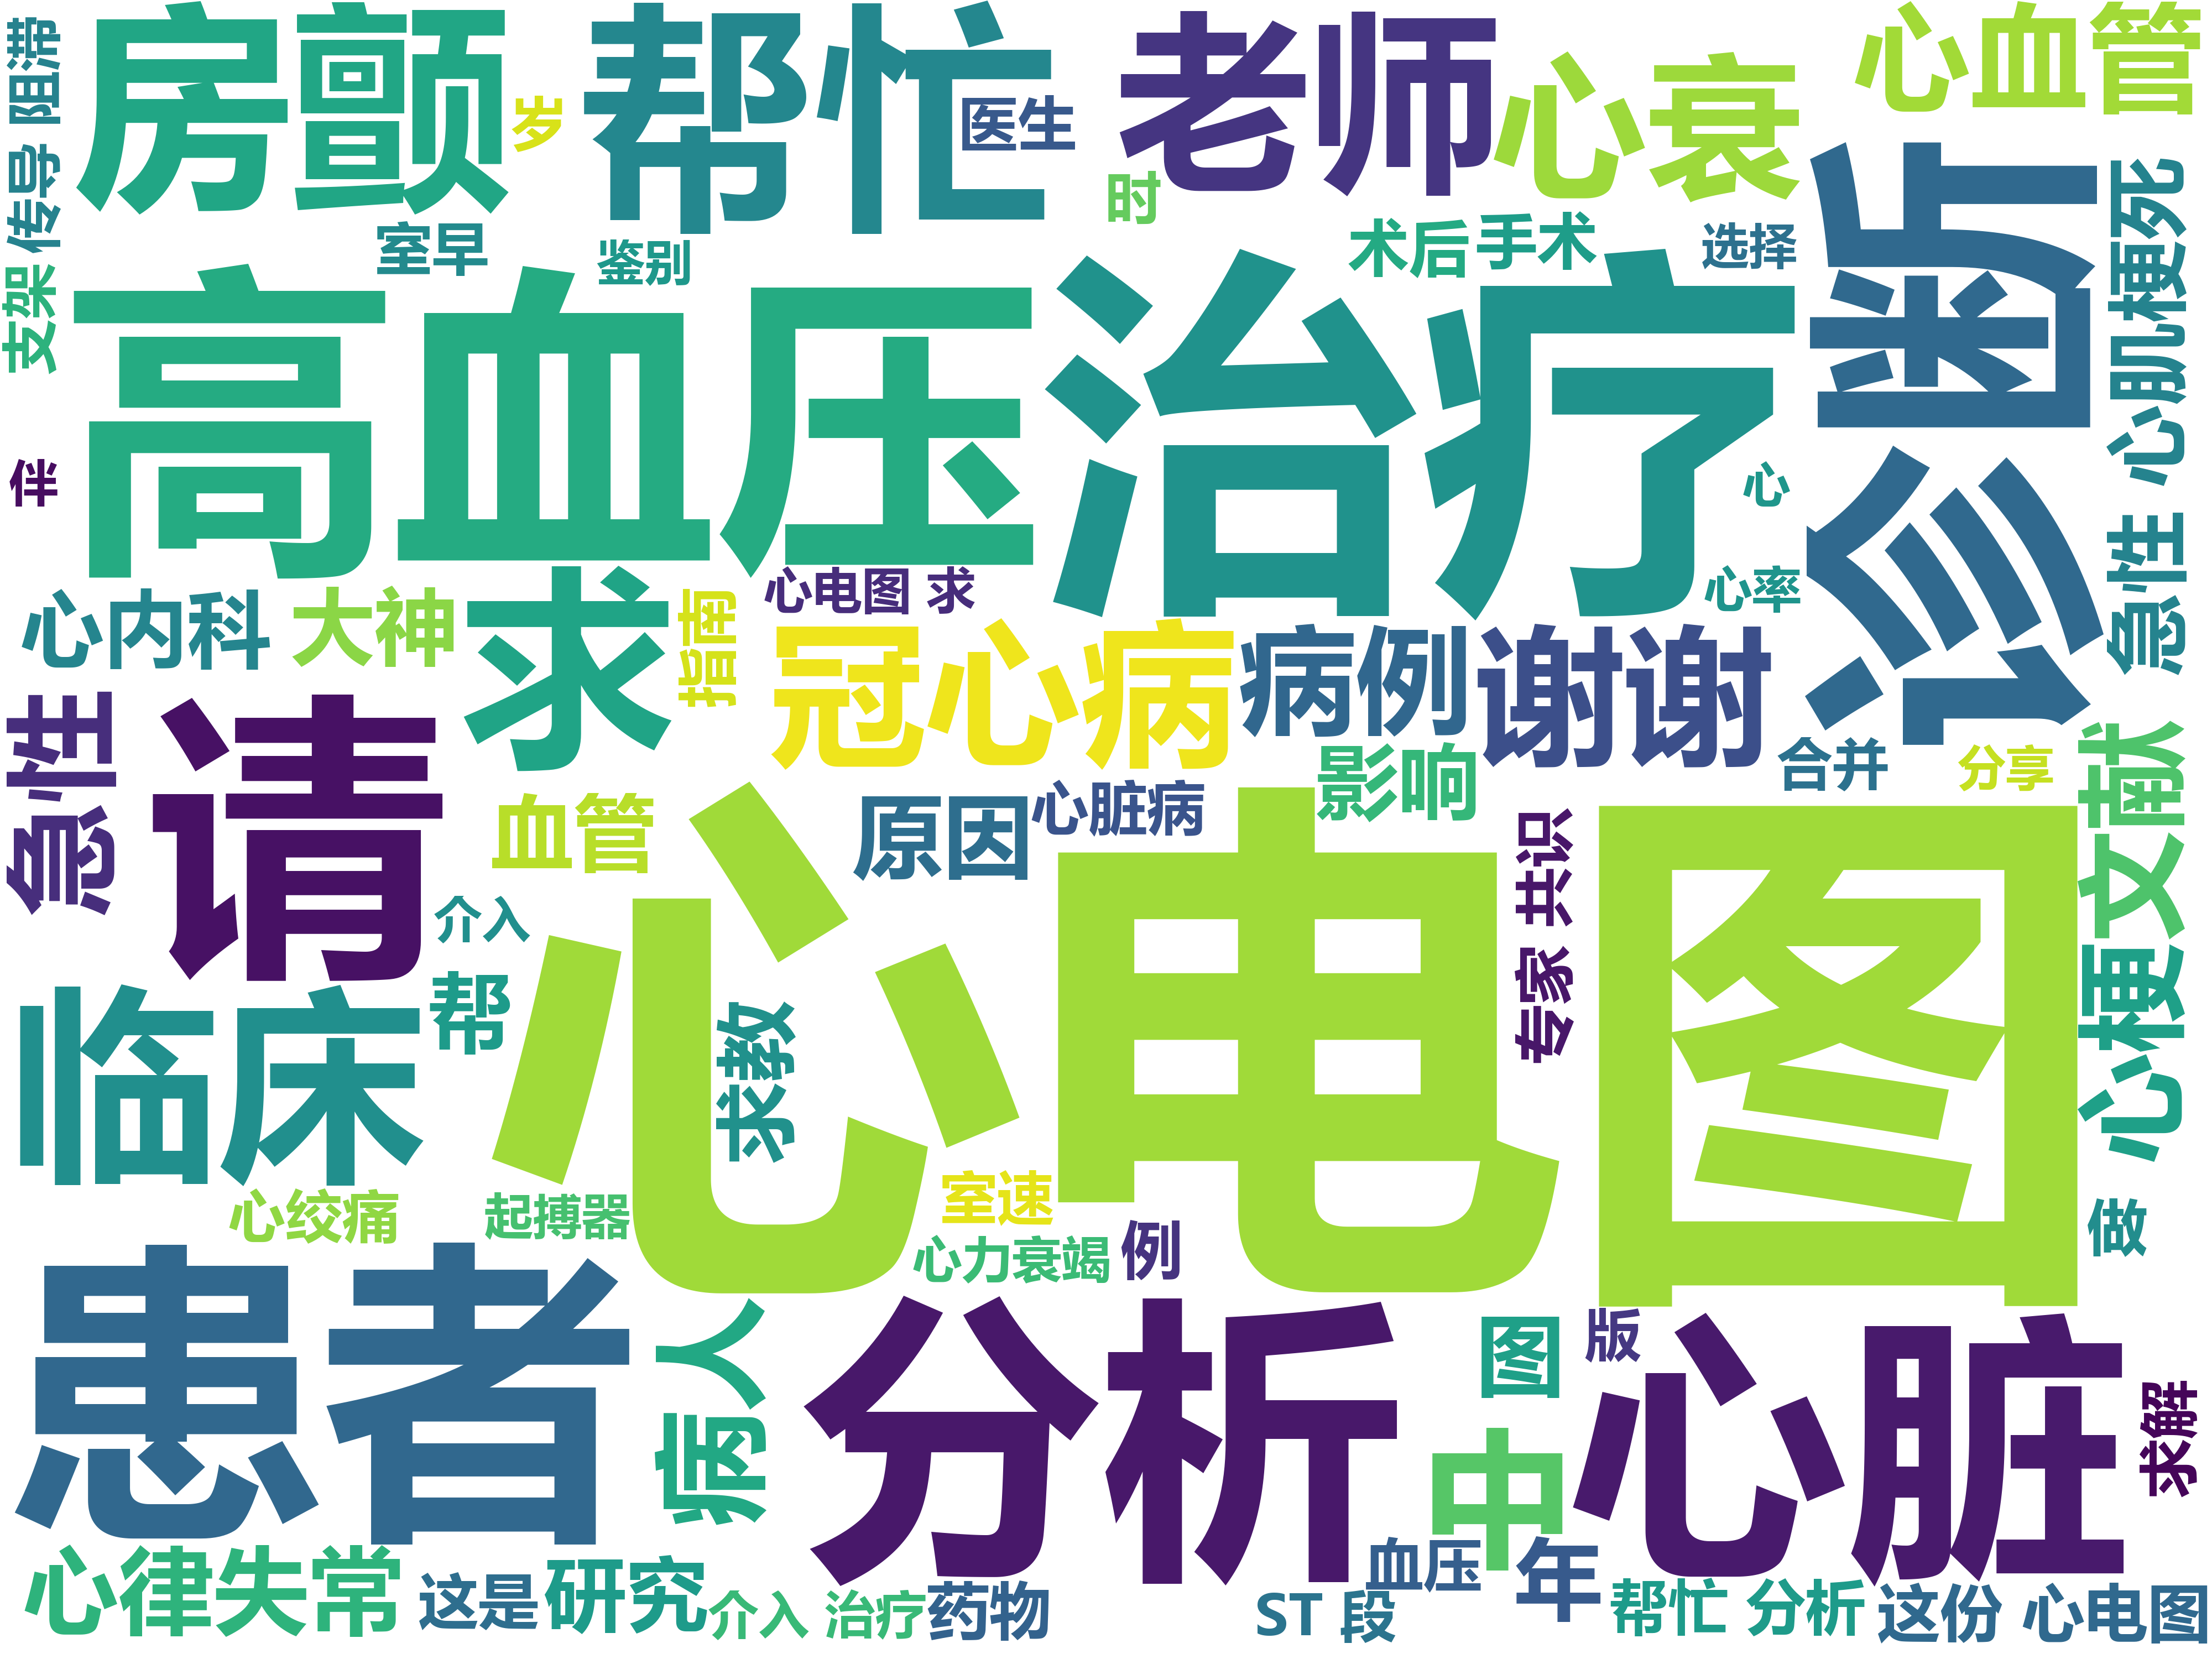 阻滞
传导
支架
房颤
岁
帮忙
医生
老师
时
心衰
心血管
室早
鉴别
术后
手术
选择
诊断
急性 心肌梗死
高血压
治疗
伴
心
心率
心内科
大神
求
指南
心电图 求
冠心病
病例
谢谢
影响
合并
分享
文献
急性
请
血管
原因
心脏病
专家 共识
心梗
介入
帮
求教
心电图
临床
心绞痛
起搏器
室速
心力衰竭
例
做
患者
病人
分析
图
版
中
心脏
求解
心律失常
这是
研究
介入 治疗
药物
ST 段
血压
年
帮忙 分析
这份 心电图